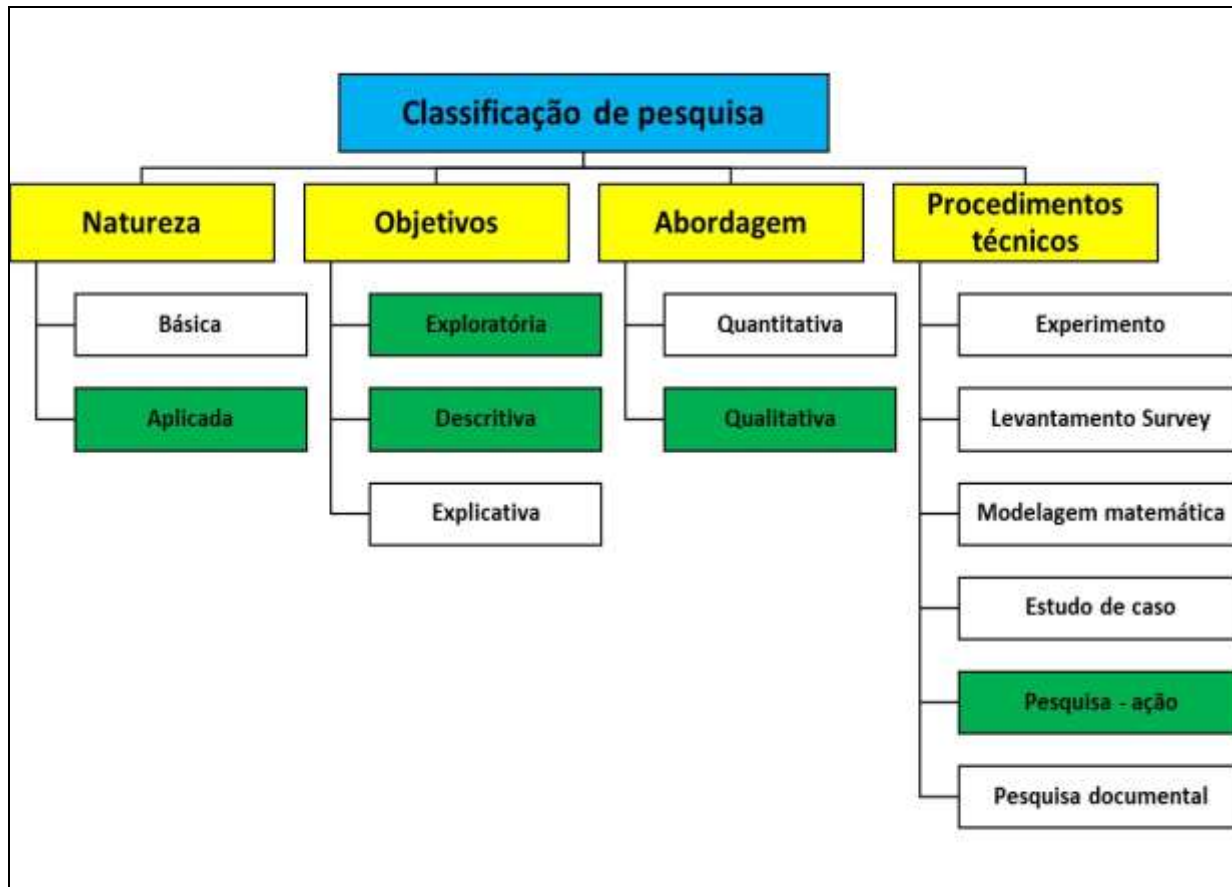 Classificação de pesquisa
Natureza
Básica
Aplicada
Objetivos
Exploratória
Descritiva
Explicativa
Abordagem
Quantitativa
Qualitativa
Procedimentos
técnicos
Experimento
Levantamento Survey
Modelagem matemática
Estudo de caso
Pesquisa - ação
Pesquisa documental